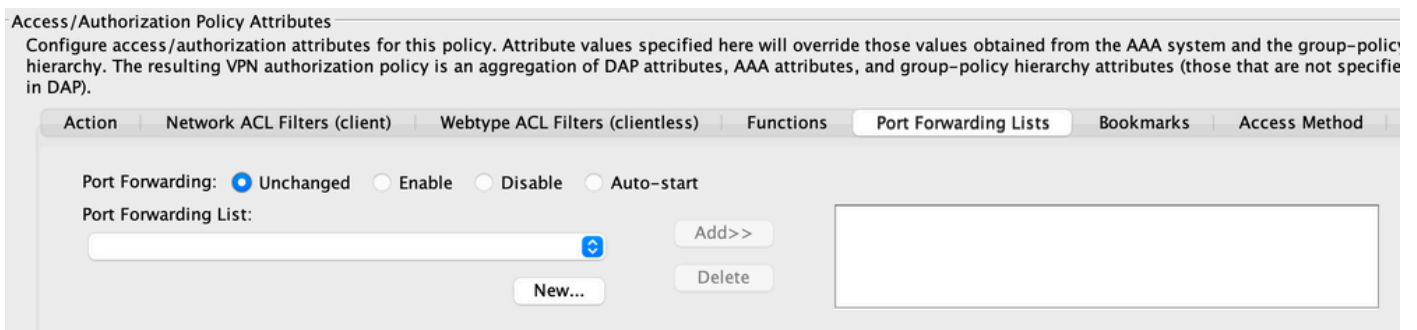 Access/Authorization Policy Attributes
Configure access/authorization attributes for this policy. Attribute values specified here will override those values obtained from the AAA system and the group-policy
hierarchy. The resulting VPN authorization policy is an aggregation of DAP attributes, AAA attributes, and group-policy hierarchy attributes (those that are not specifie
in DAP).
Action Network ACL Filters (client) Webtype ACL Filters (clientless) Functions Port Forwarding Lists Bookmarks Access Method
Port Forwarding: Unchanged Enable Disable Auto-start
Port Forwarding List:
Add>>
Delete
New...